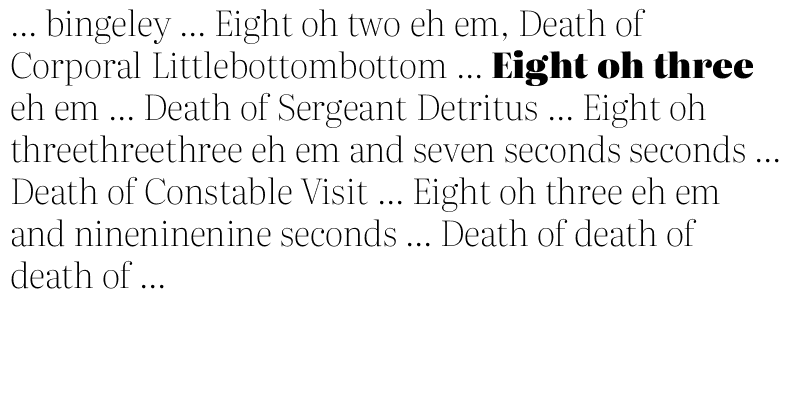 ... bingeley ... Eight oh two eh em, Death of
Corporal Littlebottombottom ... Eight oh three
eh em ... Death of Sergeant Detritus ... Eight oh
threethreethree eh em and seven seconds seconds ...
Death of Constable Visit ... Eight oh three eh em
and nineninenine seconds ... Death of death of
death of ...